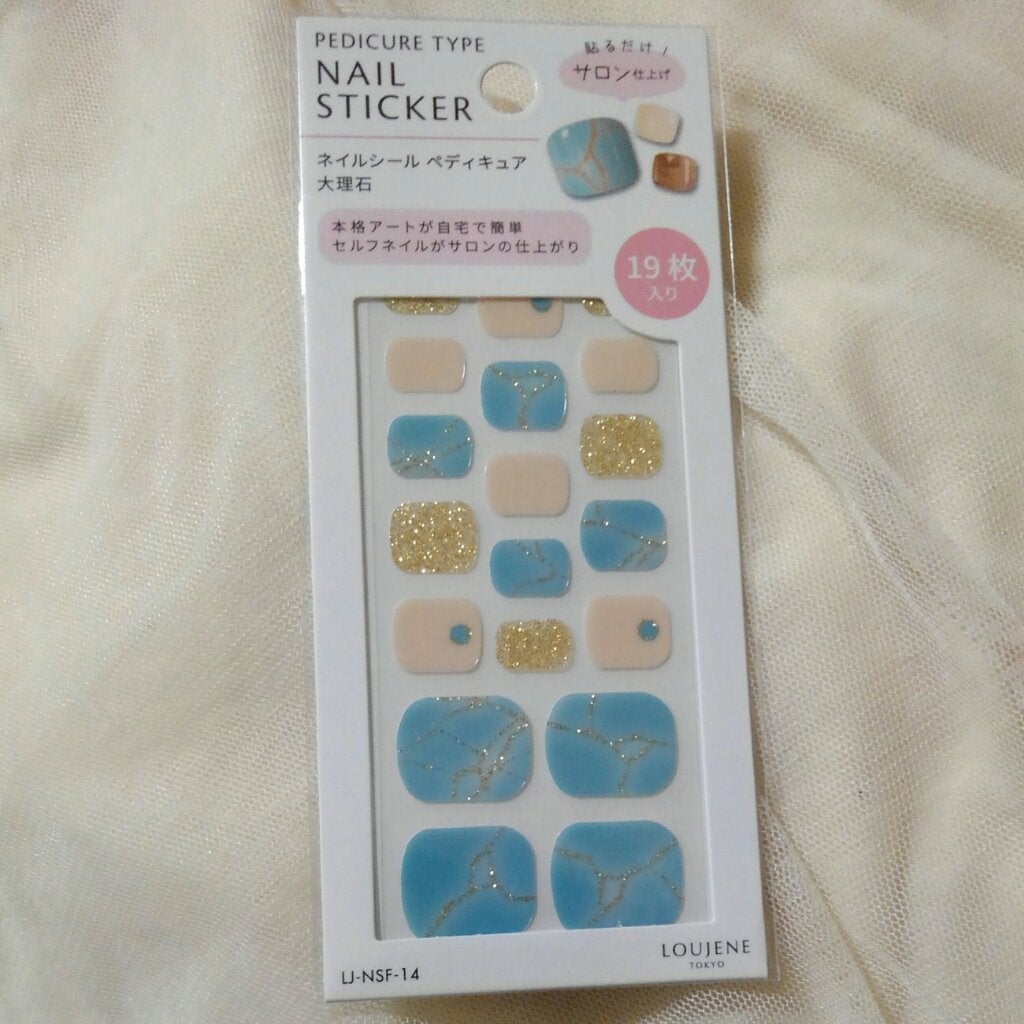 PEDICURE TYPE
NAIL
STICKER
貼るだけ
サロン仕上げ
ネイルシール ペディキュア
大理石
本格アートが自宅で簡単
セルフネイルがサロンの仕上がり
19枚
入り
LJ-NSF-14
LOUJENE
TOKYO